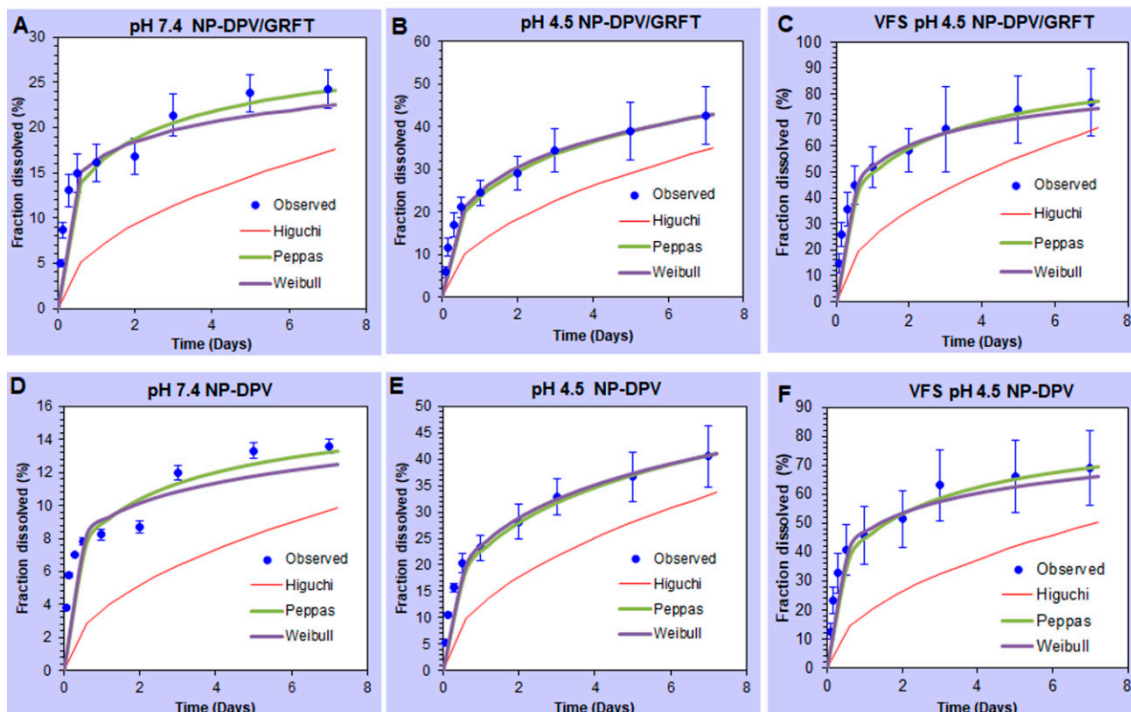 A
pH 7.4 NP-DPV/GRFT
30
25
20
15
10
5
0
Fraction dissolved (%)
Observed
Higuchi
Peppas
Weibull
0 2 4 6 8
Time (Days)
B
pH 4.5 NP-DPV/GRFT
60
50
40
30
20
10
0
Fraction dissolved (%)
Observed
Higuchi
Peppas
Weibull
0 2 4 6 8
Time (Days)
C
VFS pH 4.5 NP-DPV/GRFT
100
90
80
70
60
50
40
30
20
10
0
Fraction dissolved (%)
Observed
Higuchi
Peppas
Weibull
0 2 4 6 8
Time (Days)
D
pH 7.4 NP-DPV
16
14
12
10
8
6
4
2
0
Fraction dissolved (%)
Observed
Higuchi
Peppas
Weibull
0 2 4 6 8
Time (Days)
E
pH 4.5 NP-DPV
50
45
40
35
30
25
20
15
10
5
0
Fraction dissolved (%)
Observed
Higuchi
Peppas
Weibull
0 2 4 6 8
Time (Days)
F
VFS pH 4.5 NP-DPV
90
80
70
60
50
40
30
20
10
0
Fraction dissolved (%)
Observed
Higuchi
Peppas
Weibull
0 2 4 6 8
Time (Days)